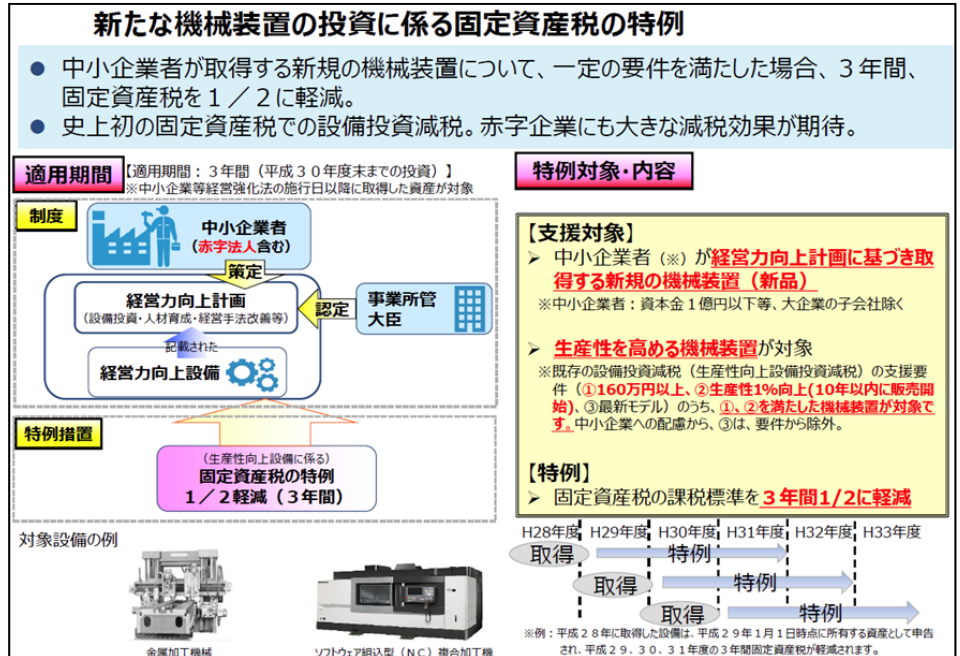 新たな機械装置の投資に係る固定資産税の特例
● 中小企業者が取得する新規の機械装置について、一定の要件を満たした場合、３年間、
固定資産税を１／２に軽減。
● 史上初の固定資産税での設備投資減税。赤字企業にも大きな減税効果が期待。
適用期間
【適用期間：３年間（平成３０年度末までの投資）】
※中小企業等経営強化法の施行日以降に取得した資産が対象
制度
中小企業者
（赤字法人含む）
策定
経営力向上計画
（設備投資・人材育成・経営手法改善等）
認定
事業所管
大臣
記載された
経営力向上設備
特例措置
（生産性向上設備に係る）
固定資産税の特例
１／２軽減（３年間）
対象設備の例
金属加工機械
ソフトウェア組込型（ＮＣ）複合加工機
特例対象・内容
【支援対象】
➢ 中小企業者（※）が経営力向上計画に基づき取
得する新規の機械装置（新品）
※中小企業者：資本金１億円以下等、大企業の子会社除く
➢ 生産性を高める機械装置が対象
※既存の設備投資減税（生産性向上設備投資減税）の支援要
件（①160万円以上、②生産性1%向上(10年以内に販売開
始)、③最新モデル）のうち、①、②を満たした機械装置が対象で
す。中小企業への配慮から、③は、要件から除外。
【特例】
➢ 固定資産税の課税標準を３年間1/2に軽減
H28年度 H29年度 H30年度 H31年度 H32年度 H33年度
取得 特例
取得 特例
取得 特例
※例：平成２８年に取得した設備は、平成２９年１月１日時点に所有する資産として申告
され、平成２９、３０、３１年度の３年間固定資産税が軽減されます。